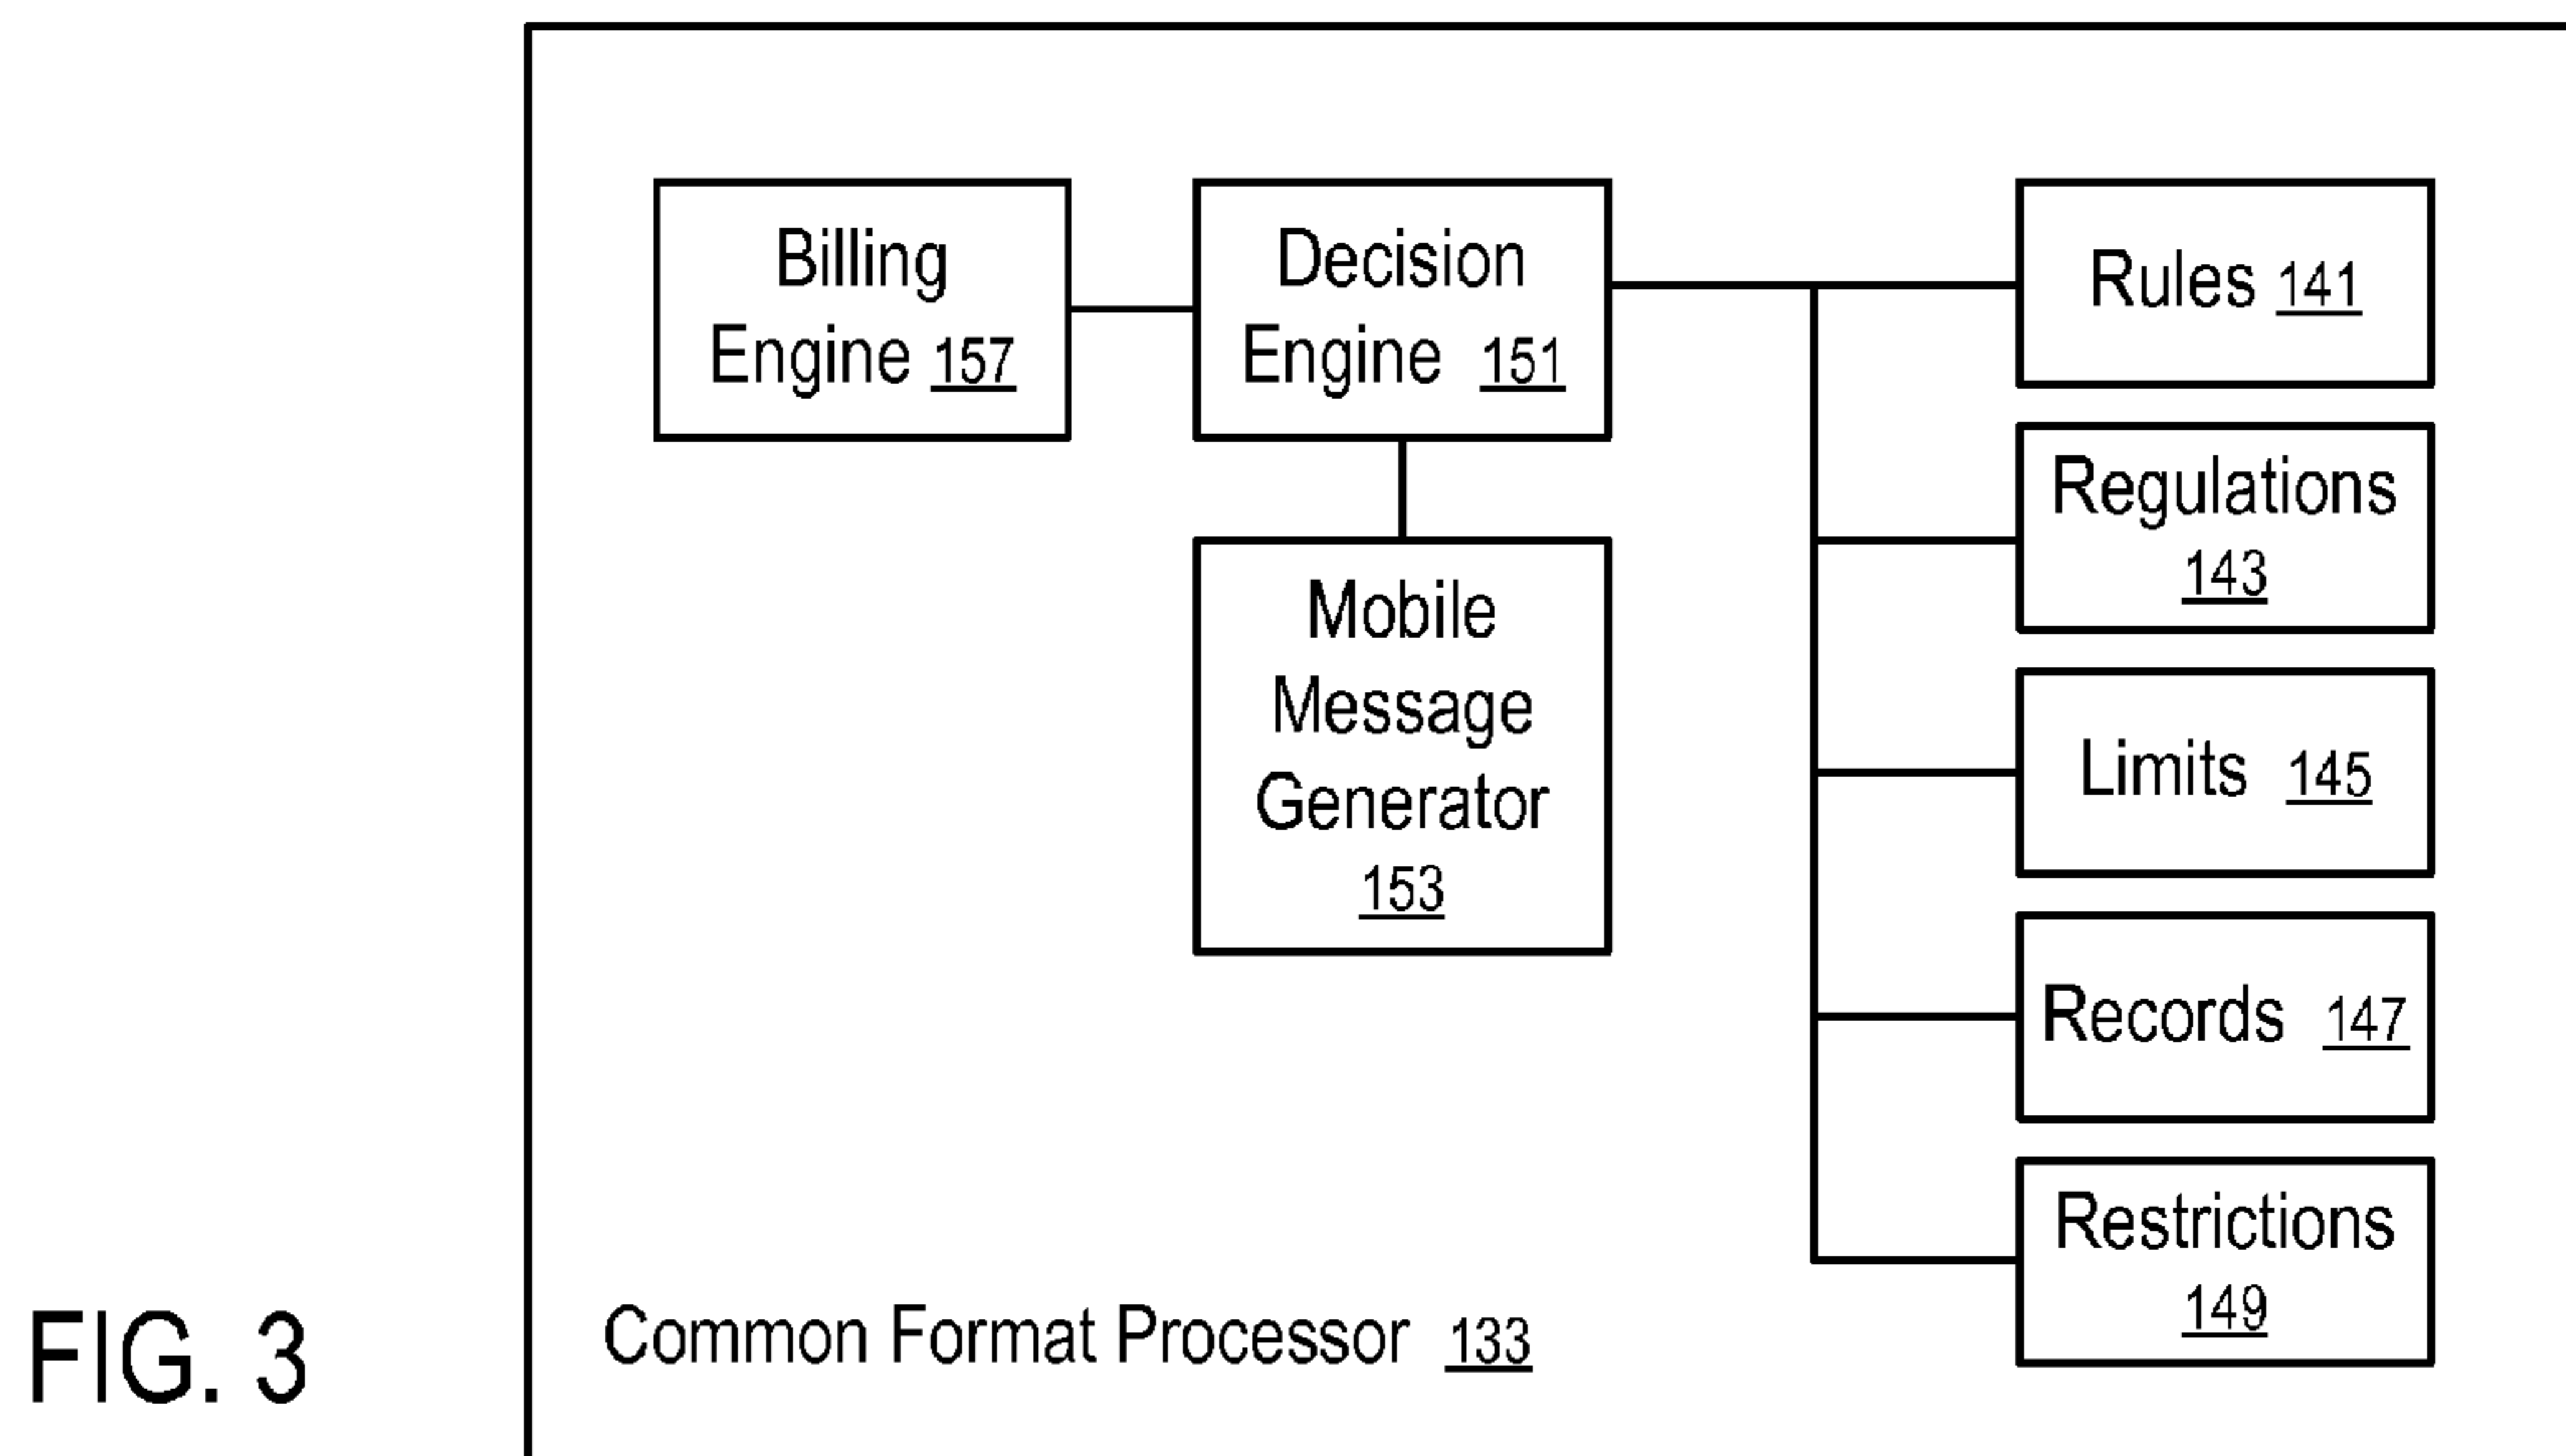 Billing
Engine 157
Decision
Engine 151
Mobile
Message
Generator
153
Rules 141
Regulations
143
Limits 145
Records 147
Restrictions
149
Common Format Processor 133
FIG. 3